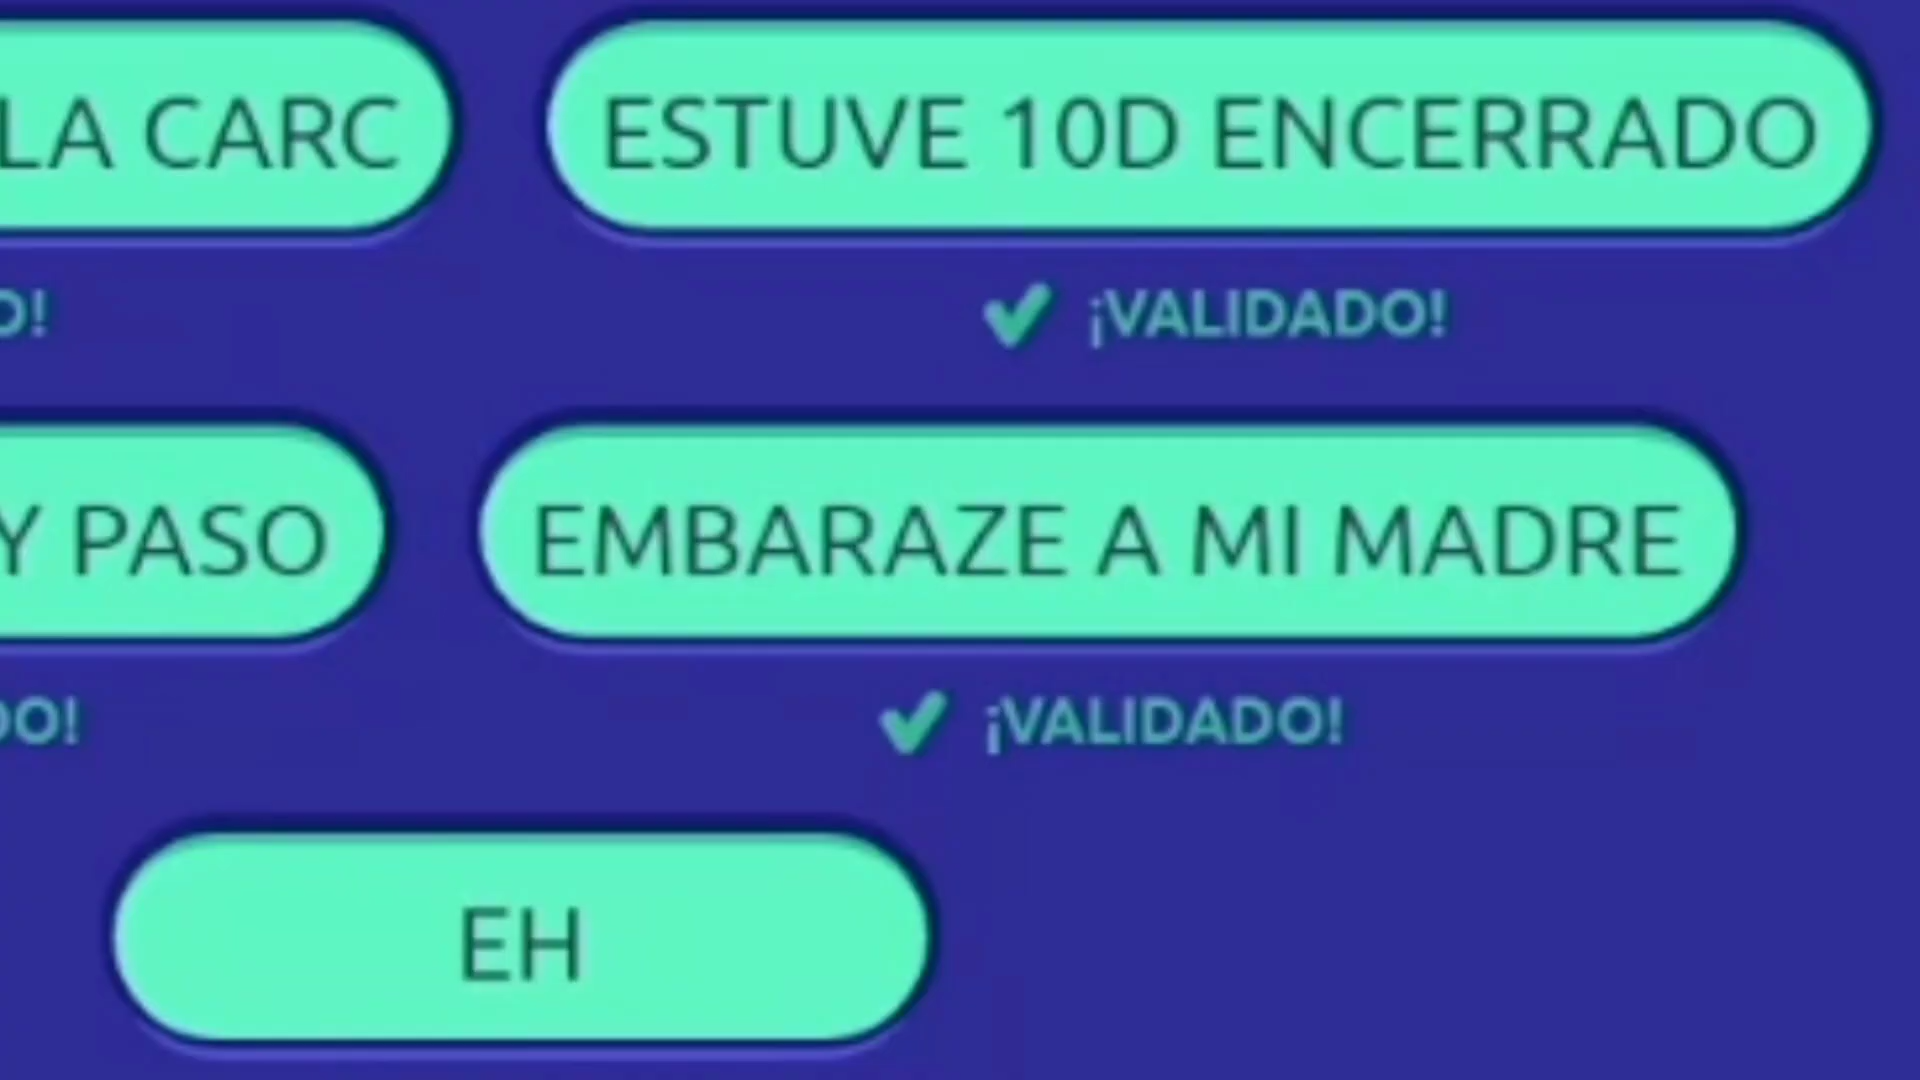 LA CARC
ESTUVE 10D ENCERRADO
O!
¡VALIDADO!
Y PASO
EMBARAZE A MI MADRE
DO!
¡VALIDADO!
EH